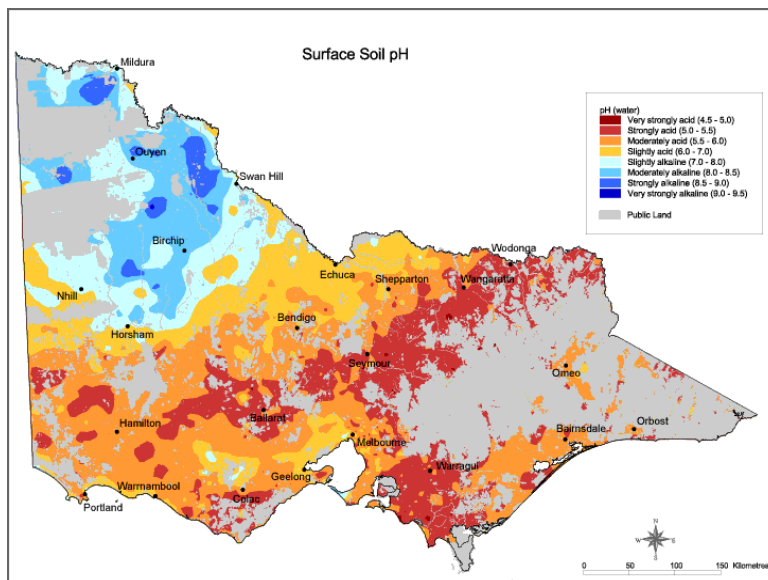 Surface Soil pH
Mildura
Ouyen
Swan Hill
Birchip
Nhill
Horsham
Echuca
Shepparton
Wodonga
Wangaratta
Bendigo
Seymour
Omeo
Hamilton
Ballarat
Melbourne
Bairnsdale
Orbost
Geelong
Warragul
Warrnambool
Colac
Portland
pH (water)
Very strongly acid (4.5 - 5.0)
Strongly acid (5.0 - 5.5)
Moderately acid (5.5 - 6.0)
Slightly acid (6.0 - 7.0)
Slightly alkaline (7.0 - 8.0)
Moderately alkaline (8.0 - 8.5)
Strongly alkaline (8.5 - 9.0)
Very strongly alkaline (9.0 - 9.5)
Public Land
N
W
E
S
0 50 100 150 Kilometres